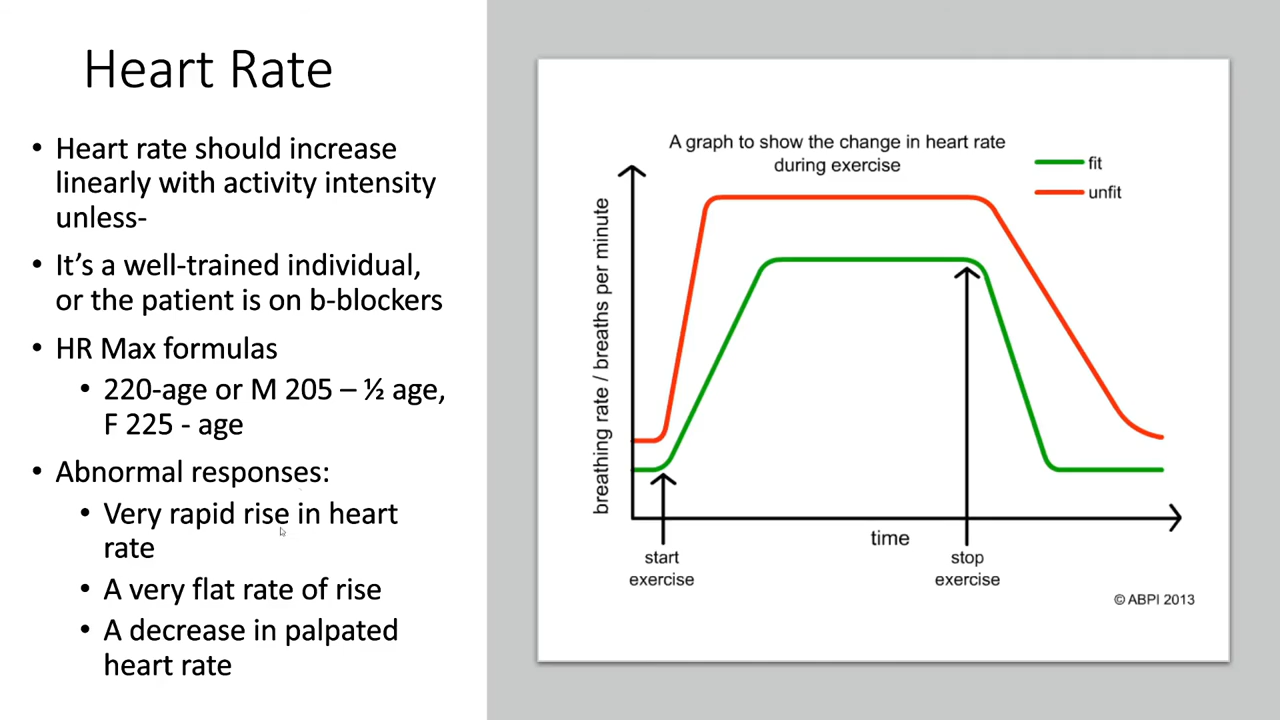 Heart Rate
• Heart rate should increase
linearly with activity intensity
unless-
• It’s a well-trained individual,
or the patient is on b-blockers
• HR Max formulas
• 220-age or M 205 – ½ age,
F 225 - age
• Abnormal responses:
• Very rapid rise in heart
rate
• A very flat rate of rise
• A decrease in palpated
heart rate
A graph to show the change in heart rate
during exercise
fit
unfit
breathing rate / breaths per minute
time
start
exercise
stop
exercise
© ABPI 2013